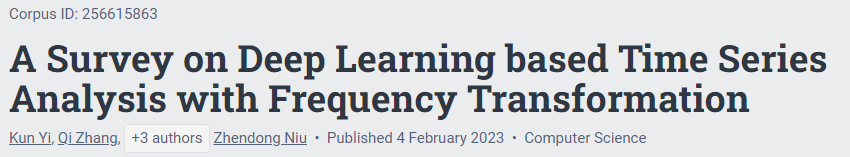 Corpus ID: 256615863
A Survey on Deep Learning based Time Series
Analysis with Frequency Transformation
Kun Yi, Qi Zhang, +3 authors Zhendong Niu • Published 4 February 2023 • Computer Science